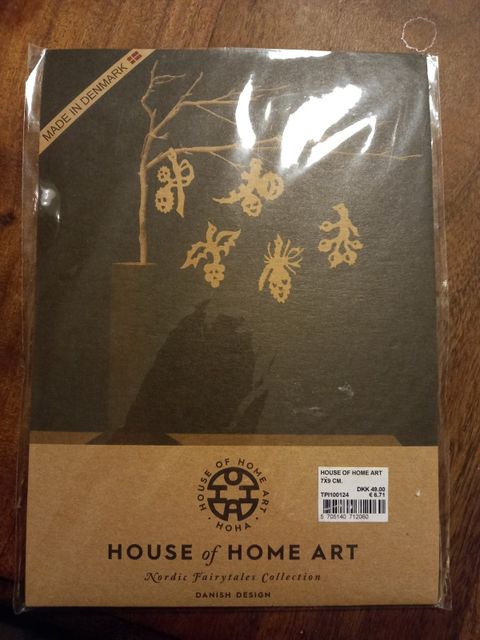 MADE IN DENMARK
HOUSE OF HOME ART
HOHA
HOUSE OF HOME ART
7X9 CM.
DKK 49.00
TPI100124 € 6.71
5 705140 712060
HOUSE of HOME ART
Nordic Fairytales Collection
DANISH DESIGN